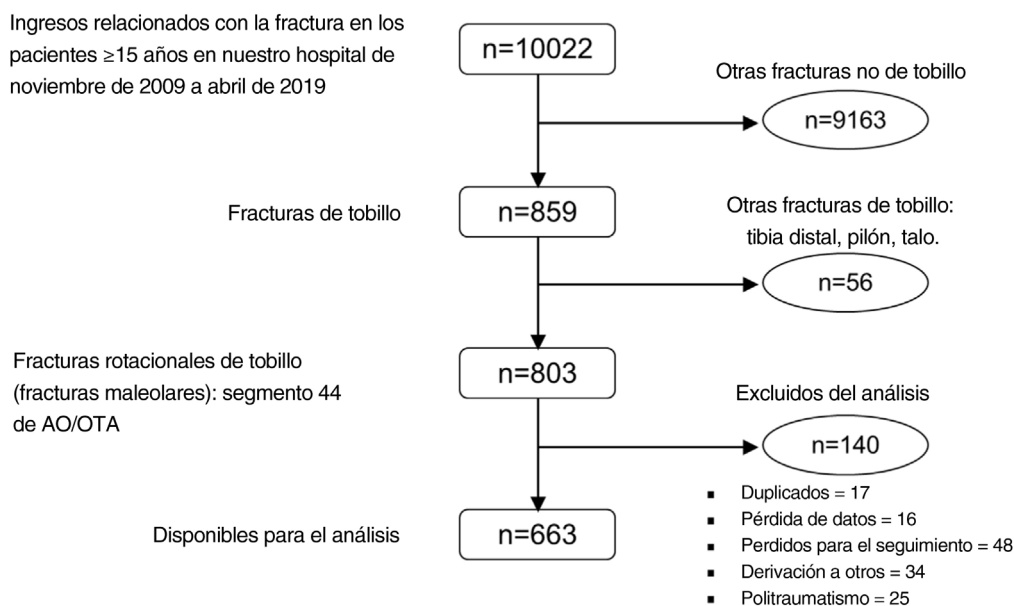 Ingresos relacionados con la fractura en los
pacientes ≥15 años en nuestro hospital de
noviembre de 2009 a abril de 2019
n=10022
Otras fracturas no de tobillo
n=9163
Fracturas de tobillo
n=859
Otras fracturas de tobillo:
tibia distal, pilón, talo.
n=56
Fracturas rotacionales de tobillo
(fracturas maleolares): segmento 44
de AO/OTA
n=803
Excluidos del análisis
n=140
▪ Duplicados = 17
▪ Pérdida de datos = 16
▪ Perdidos para el seguimiento = 48
▪ Derivación a otros = 34
▪ Politraumatismo = 25
Disponibles para el análisis
n=663